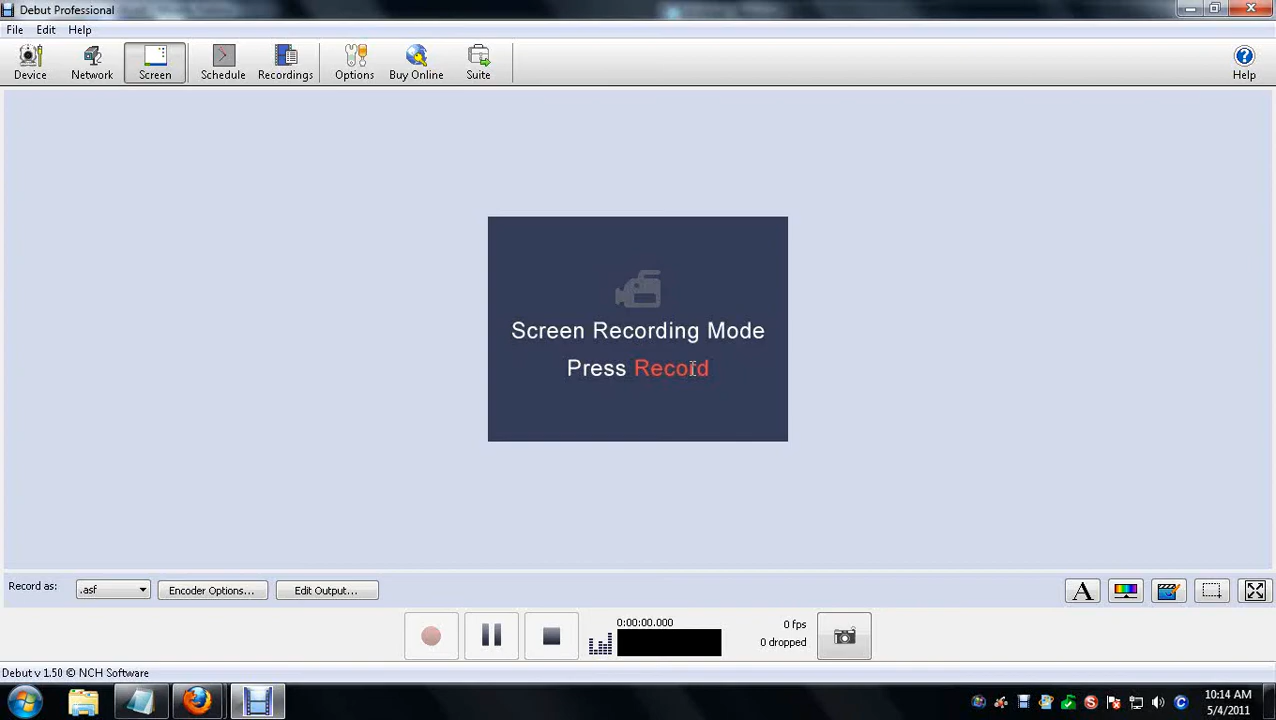 Debut Professional
File Edit Help
Device Network Screen Schedule Recordings Options Buy Online Suite Help
Screen Recording Mode
Press Record
Record as: .asf Encoder Options... Edit Output... A
0:00:00.000 0 fps
0 dropped
Debut v 1.50 © NCH Software
10:14 AM
5/4/2011